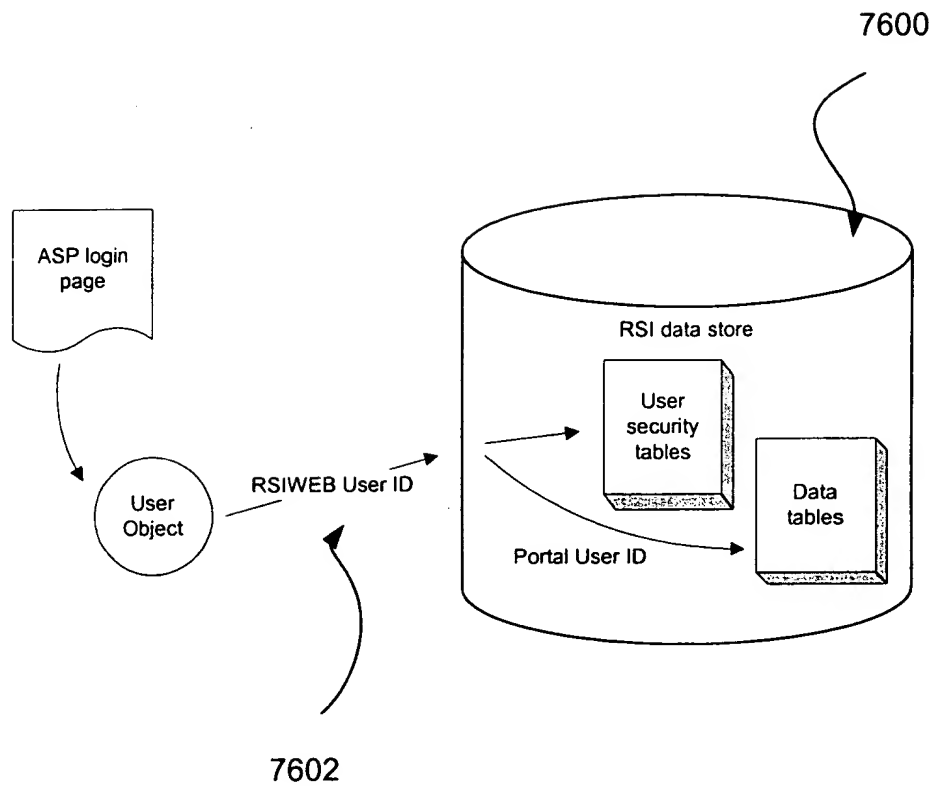 7600
ASP login
page
RSI data store
User
security
tables
RSIWEB User ID
User
Object
Data
tables
Portal User ID
7602